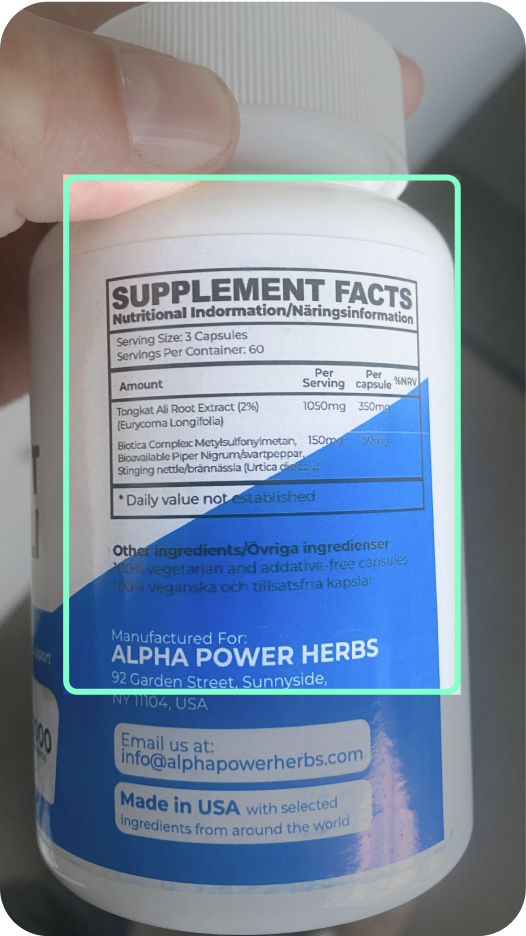 SUPPLEMENT FACTS
Nutritional Indormation/Näringsinformation
Serving Size: 3 Capsules
Servings Per Container: 60
Amount Per Serving Per capsule %NRV
Tongkat Ali Root Extract (2%) 1050mg 350mg
(Eurycoma Longifolia)
Biotica Complex: Metylsulfonylmetan, 150mg 50mg
Bioavailable Piper Nigrum/svartpeppar,
Stinging nettle/brännässla (Urtica
* Daily value not established
Other ingredients/Övriga ingredienser
100% vegetarian and addative-free capsules
100% Veganska och tillsatsfria kapslar
Manufactured For:
ALPHA POWER HERBS
92 Garden Street, Sunnyside,
NY 11104, USA
Email us at:
info@alphapowerherbs.com
Made in USA with selected
ingredients from around the world